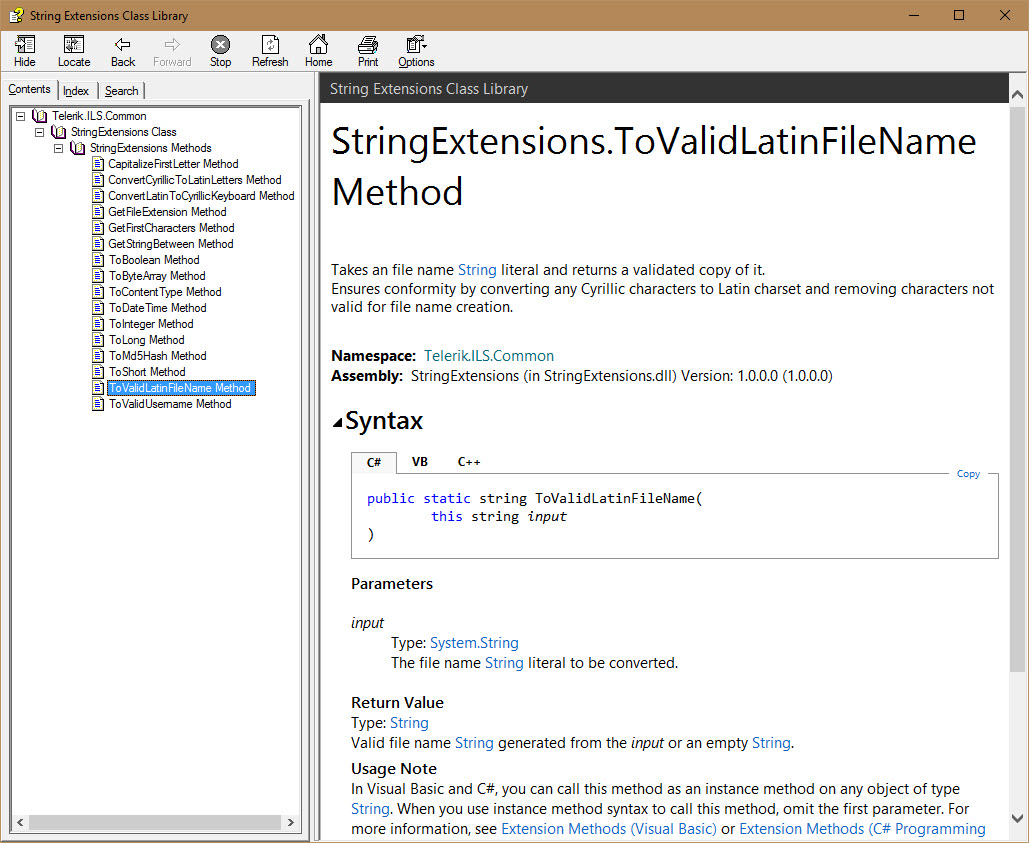 String Extensions Class Library
Hide Locate Back Forward Stop Refresh Home Print Options
Contents Index Search
Telerik.ILS.Common
StringExtensions Class
StringExtensions Methods
CapitalizeFirstLetter Method
ConvertCyrillicToLatinLetters Method
ConvertLatinToCyrillicKeyboard Method
GetFileExtension Method
GetFirstCharacters Method
GetStringBetween Method
ToBoolean Method
ToByteArray Method
ToContentType Method
ToDateTime Method
ToInteger Method
ToLong Method
ToMd5Hash Method
ToShort Method
ToValidLatinFileName Method
ToValidUsername Method
String Extensions Class Library
StringExtensions.ToValidLatinFileName
Method
Takes an file name String literal and returns a validated copy of it.
Ensures conformity by converting any Cyrillic characters to Latin charset and removing characters not
valid for file name creation.
Namespace: Telerik.ILS.Common
Assembly: StringExtensions (in StringExtensions.dll) Version: 1.0.0.0 (1.0.0.0)
Syntax
C# VB C++
Copy
public static string ToValidLatinFileName(
this string input
)
Parameters
input
Type: System.String
The file name String literal to be converted.
Return Value
Type: String
Valid file name String generated from the input or an empty String.
Usage Note
In Visual Basic and C#, you can call this method as an instance method on any object of type
String. When you use instance method syntax to call this method, omit the first parameter. For
more information, see Extension Methods (Visual Basic) or Extension Methods (C# Programming